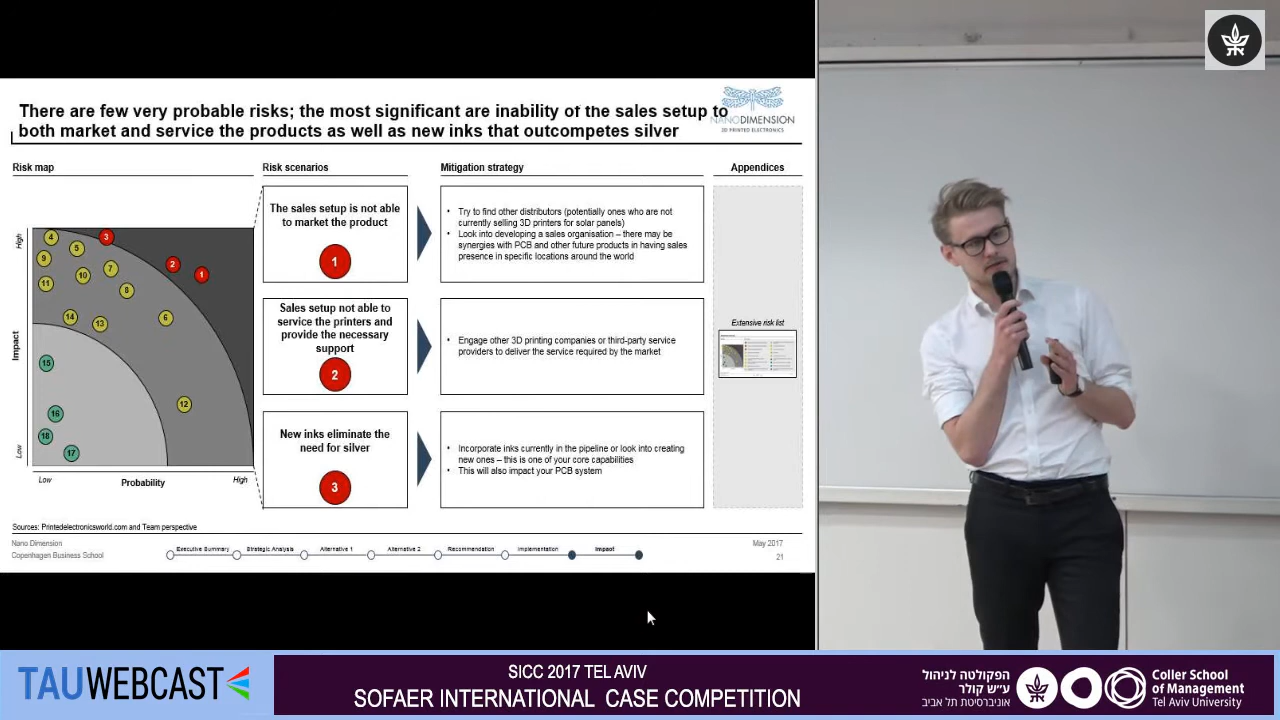 There are few very probable risks; the most significant are inability of the sales setup to
both market and service the products as well as new inks that outcompetes silver
NANODIMENSION
3D PRINTED ELECTRONICS
Risk map
Risk scenarios
Mitigation strategy
Appendices
High
Impact
Low
4
3
5
9
7
2
10
1
11
8
14
13
6
15
12
16
18
17
Low
Probability
High
The sales setup is not able
to market the product
1
• Try to find other distributors (potentially ones who are not
currently selling 3D printers for solar panels)
• Look into developing a sales organisation – there may be
synergies with PCB and other future products in having sales
presence in specific locations around the world
Sales setup not able to
service the printers and
provide the necessary
support
2
• Engage other 3D printing companies or third-party service
providers to deliver the service required by the market
Extensive risk list
New inks eliminate the
need for silver
3
• Incorporate inks currently in the pipeline or look into creating
new ones – this is one of your core capabilities
• This will also impact your PCB system
Sources: Printedelectronicsworld.com and Team perspective
Nano Dimension
Copenhagen Business School
Executive Summary
Strategic Analysis
Alternative 1
Alternative 2
Recommendation
Implementation
Impact
May 2017
21
TAUWEBCAST
SICC 2017 TEL AVIV
SOFAER INTERNATIONAL CASE COMPETITION
הפקולטה לניהול
ע״ש קולר
אוניברסיטת תל אביב
Coller School
of Management
Tel Aviv University